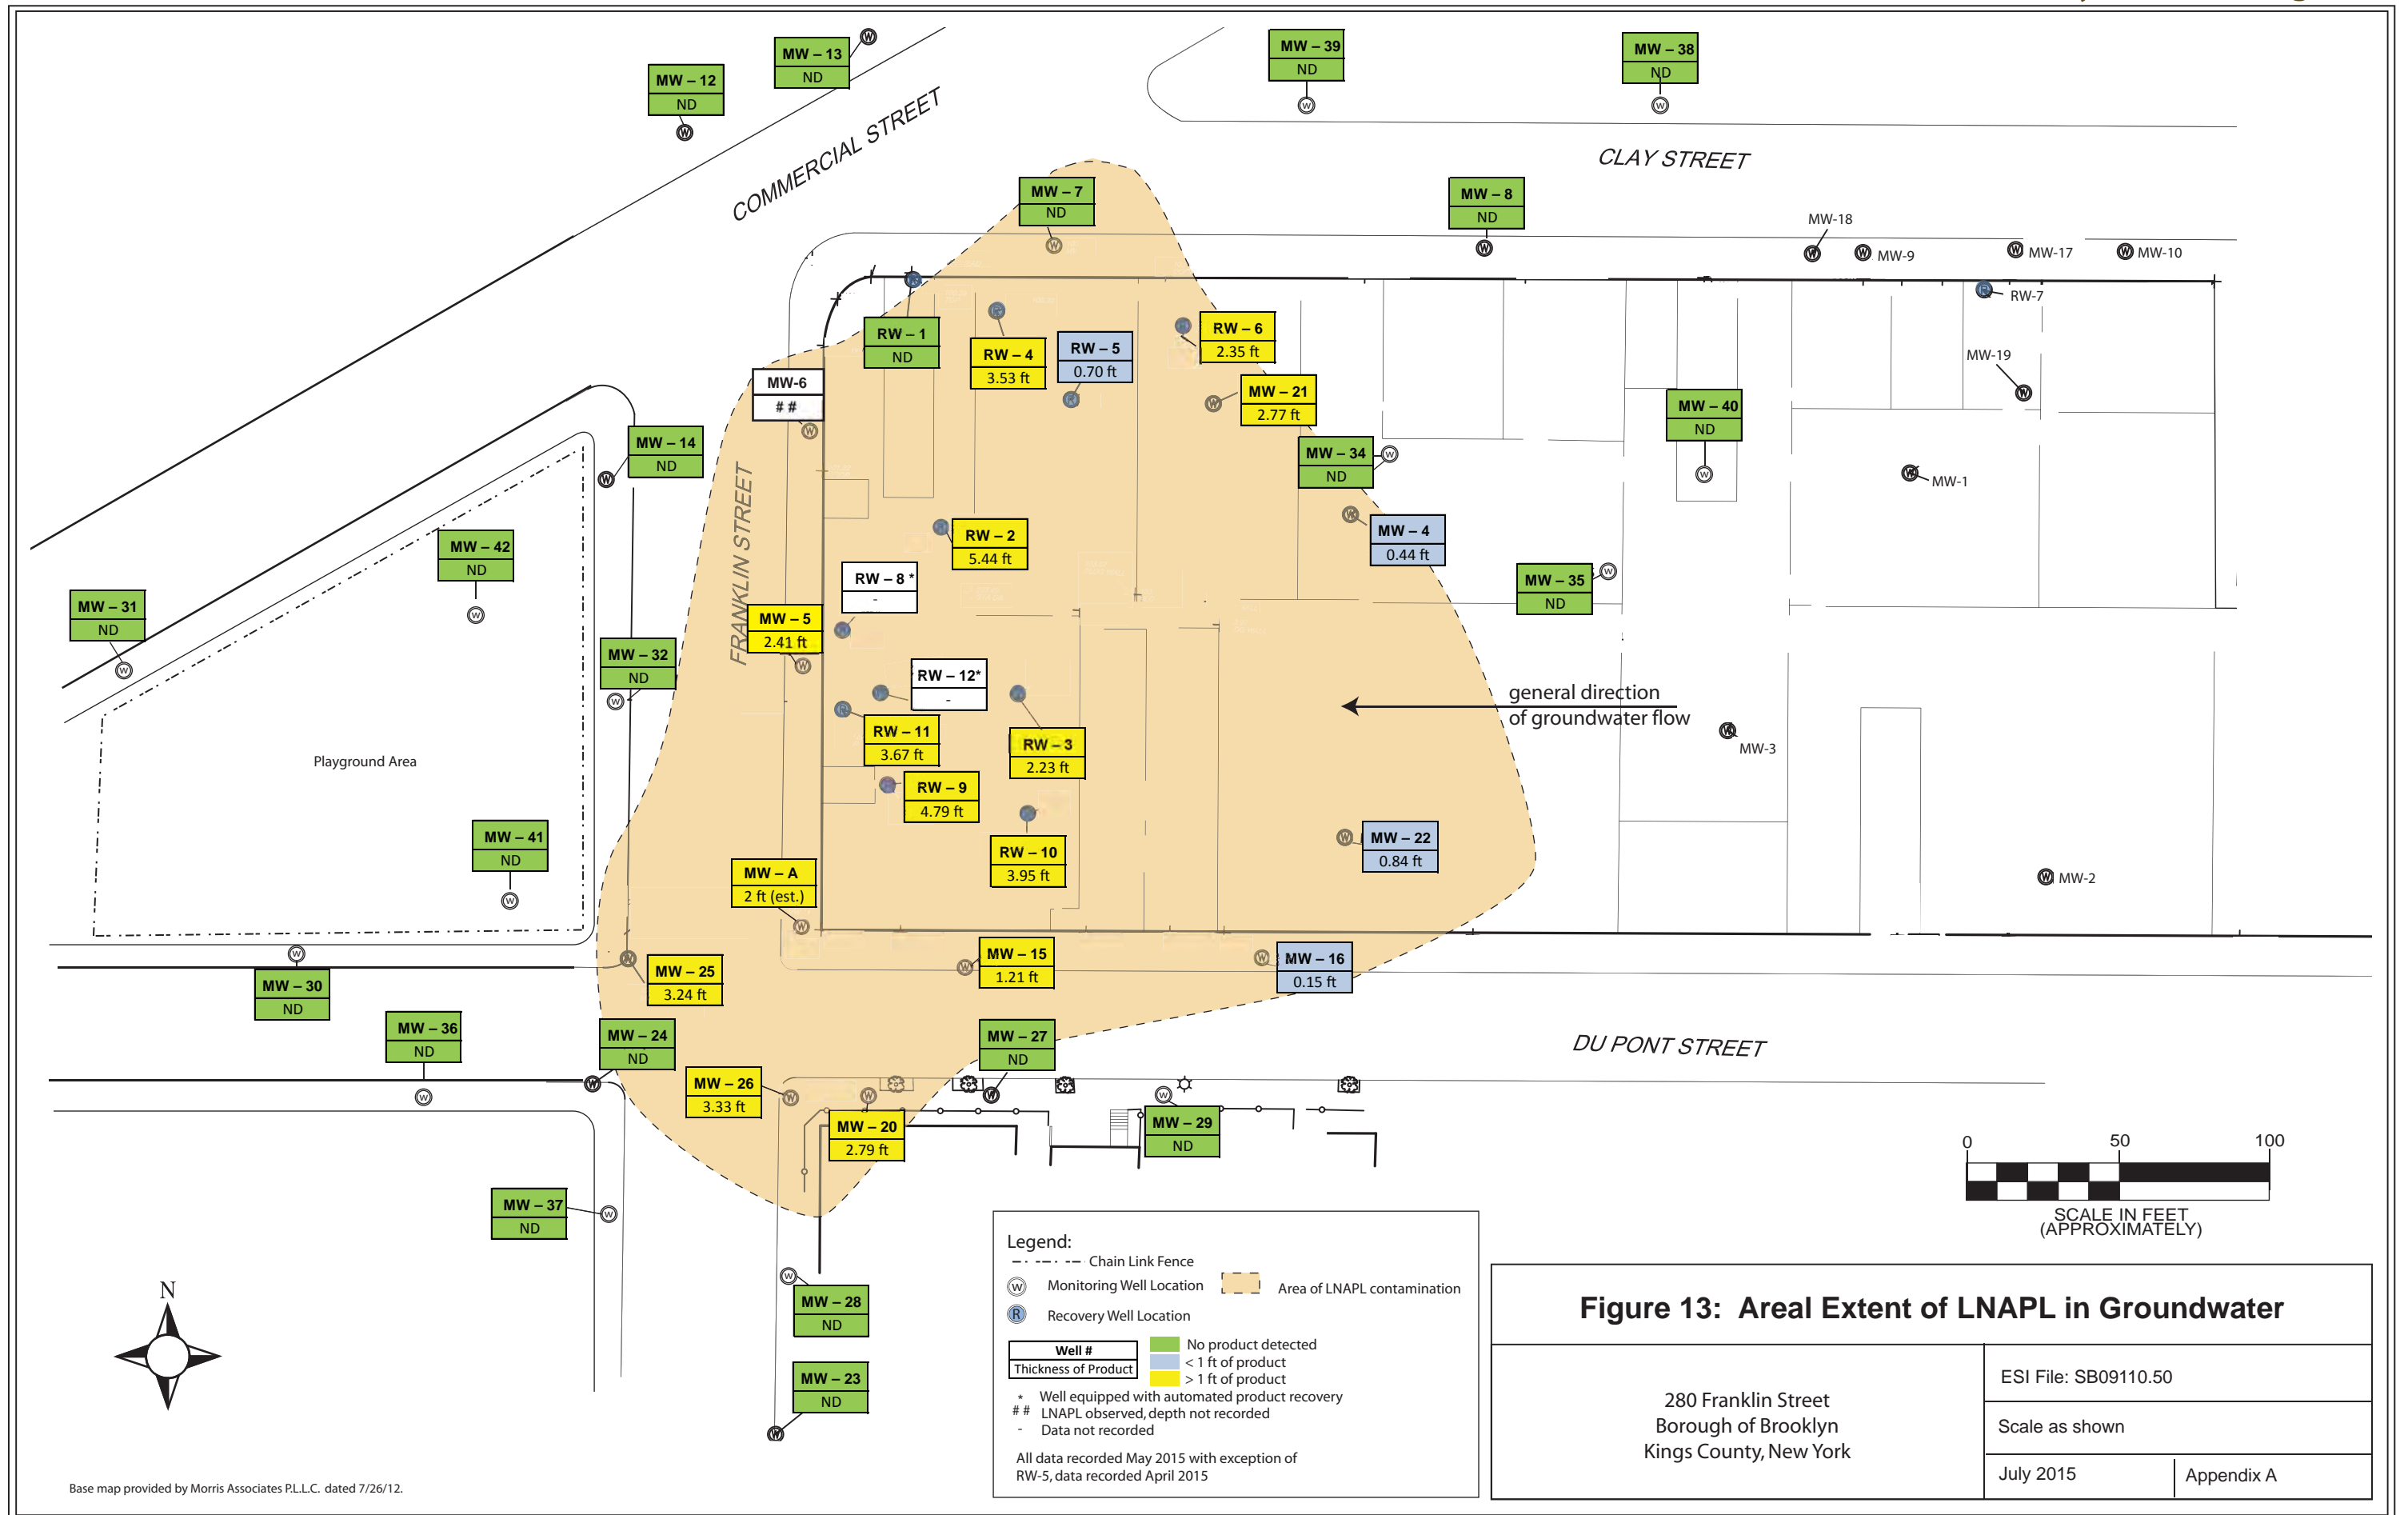 MW – 13
ND
MW – 12
ND
MW – 39
ND
MW – 38
ND
COMMERCIAL STREET
CLAY STREET
MW – 7
ND
MW – 8
ND
MW-18
MW-9
MW-17
MW-10
RW-7
RW – 1
ND
RW – 4
3.53 ft
RW – 5
0.70 ft
RW – 6
2.35 ft
MW-19
MW-6
# #
MW – 21
2.77 ft
MW – 40
ND
MW – 14
ND
MW – 34
ND
MW-1
FRANKLIN STREET
MW – 42
ND
RW – 2
5.44 ft
MW – 4
0.44 ft
MW – 31
ND
RW – 8 *
-
MW – 35
ND
MW – 5
2.41 ft
MW – 32
ND
RW – 12*
-
general direction
of groundwater flow
RW – 11
3.67 ft
RW – 3
2.23 ft
MW-3
Playground Area
RW – 9
4.79 ft
MW – 41
ND
RW – 10
3.95 ft
MW – 22
0.84 ft
MW – A
2 ft (est.)
MW-2
MW – 30
ND
MW – 25
3.24 ft
MW – 15
1.21 ft
MW – 16
0.15 ft
MW – 36
ND
MW – 24
ND
MW – 27
ND
DU PONT STREET
MW – 26
3.33 ft
MW – 20
2.79 ft
MW – 29
ND
0 50 100
SCALE IN FEET
(APPROXIMATELY)
MW – 37
ND
N
MW – 28
ND
MW – 23
ND
Legend:
Chain Link Fence
W Monitoring Well Location
Area of LNAPL contamination
R Recovery Well Location
Well #
Thickness of Product
No product detected
< 1 ft of product
> 1 ft of product
* Well equipped with automated product recovery
# # LNAPL observed, depth not recorded
- Data not recorded
All data recorded May 2015 with exception of
RW-5, data recorded April 2015
Figure 13: Areal Extent of LNAPL in Groundwater
280 Franklin Street
Borough of Brooklyn
Kings County, New York
ESI File: SB09110.50
Scale as shown
July 2015
Appendix A
Base map provided by Morris Associates P.L.L.C. dated 7/26/12.